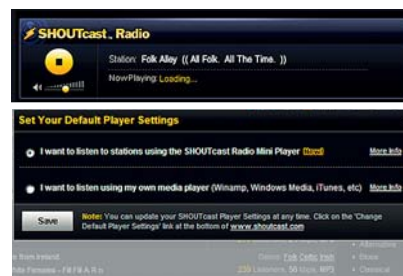 SHOUTcast Radio
Station: Folk Alley (( All Folk. All The Time. ))
NowPlaying: Loading...
Set Your Default Player Settings
I want to listen to stations using the SHOUTcast Radio Mini Player New! More Info
I want to listen using my own media player (Winamp, Windows Media, iTunes, etc) More Info
Save
Note: You can update your SHOUTcast Player Settings at any time. Click on the 'Change
Default Player Settings' link at the bottom of www.shoutcast.com
Alternative
from Ireland. Genre: Folk Celtic Irish
239 Listeners, 56 kbps, MP3 Classical